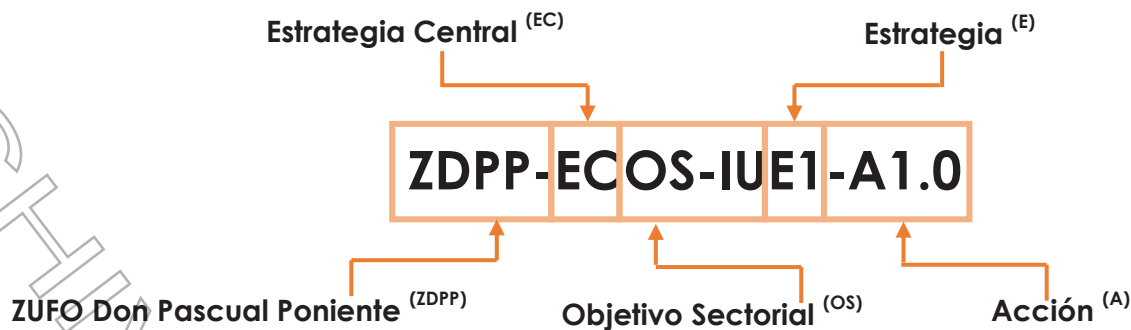 Estrategia Central (EC)
Estrategia (E)
ZDPP-ECOS-IUE1-A1.0
ZUFO Don Pascual Poniente (ZDPP)
Objetivo Sectorial (OS)
Acción (A)